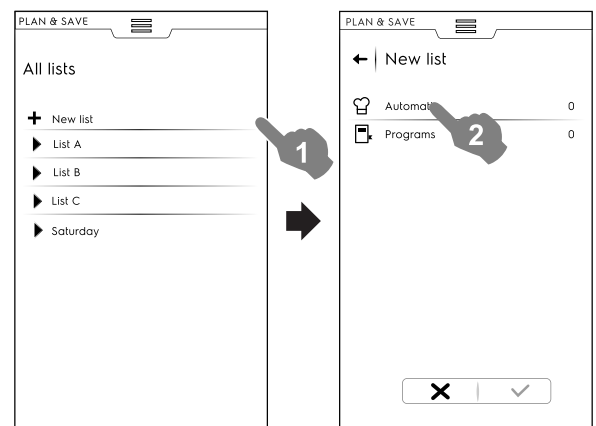 PLAN & SAVE
All lists
New list
List A
List B
List C
Saturday
1
PLAN & SAVE
New list
0
Programs 0
2